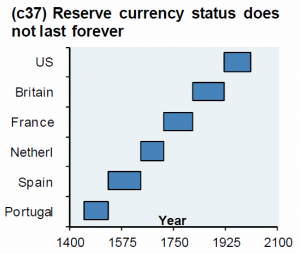 (c37) Reserve currency status does
not last forever
US
Britain
France
Netherl
Spain
Portugal
Year
1400 1575 1750 1925 2100